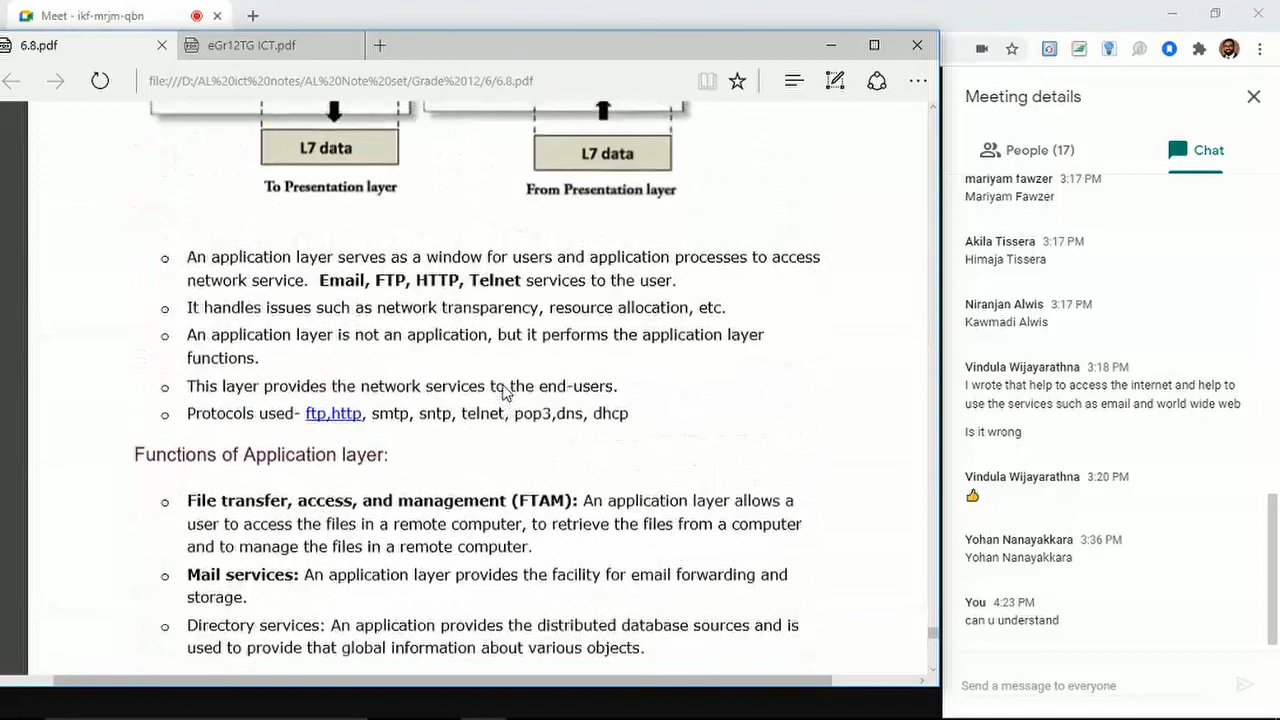 Meet - ikf-mrjm-qbn
6.8.pdf
eGr12TG ICT.pdf
file:///D:/AL%20ict%20notes/AL%20Note%20set/Grade%2012/6/6.8.pdf
L7 data
L7 data
To Presentation layer
From Presentation layer
An application layer serves as a window for users and application processes to access
network service. Email, FTP, HTTP, Telnet services to the user.
It handles issues such as network transparency, resource allocation, etc.
An application layer is not an application, but it performs the application layer
functions.
This layer provides the network services to the end-users.
Protocols used- ftp,http, smtp, sntp, telnet, pop3,dns, dhcp
Functions of Application layer:
File transfer, access, and management (FTAM): An application layer allows a
user to access the files in a remote computer, to retrieve the files from a computer
and to manage the files in a remote computer.
Mail services: An application layer provides the facility for email forwarding and
storage.
Directory services: An application provides the distributed database sources and is
used to provide that global information about various objects.
Meeting details
People (17)
Chat
mariyam fawzer 3:17 PM
Mariyam Fawzer
Akila Tissera 3:17 PM
Himaja Tissera
Niranjan Alwis 3:17 PM
Kawmadi Alwis
Vindula Wijayarathna 3:18 PM
I wrote that help to access the internet and help to
use the services such as email and world wide web
Is it wrong
Vindula Wijayarathna 3:20 PM
👍
Yohan Nanayakkara 3:36 PM
Yohan Nanayakkara
You 4:23 PM
can u understand
Send a message to everyone